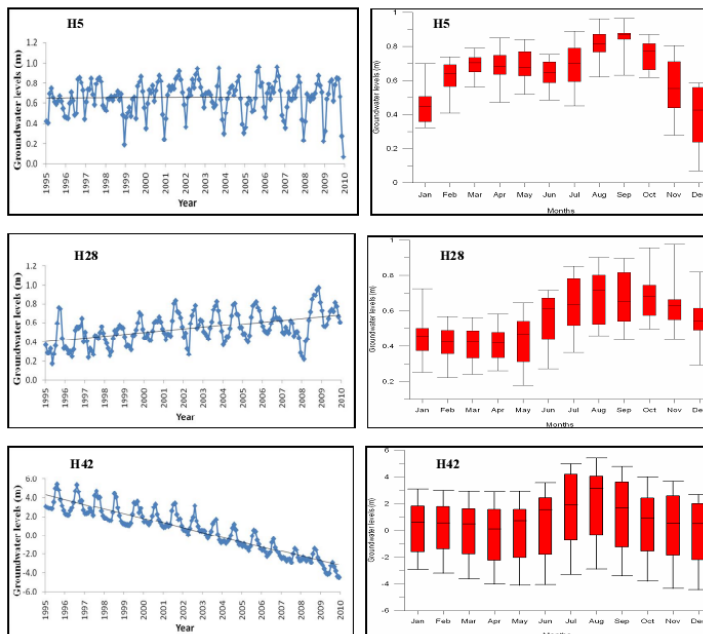 H5
Groundwater levels (m)
1.2
1.0
0.8
0.6
0.4
0.2
0.0
1995 1996 1997 1998 1999 2000 2001 2002 2003 2004 2005 2006 2007 2008 2009 2010
Year
H5
Groundwater levels (m)
1
0.8
0.6
0.4
0.2
0
Jan Feb Mar Apr May Jun Jul Aug Sep Oct Nov Dec
Months
H28
Groundwater levels (m)
1.2
1.0
0.8
0.6
0.4
0.2
0.0
1995 1996 1997 1998 1999 2000 2001 2002 2003 2004 2005 2006 2007 2008 2009 2010
Year
H28
Groundwater levels (m)
1
0.8
0.6
0.4
0.2
Jan Feb Mar Apr May Jun Jul Aug Sep Oct Nov Dec
Months
H42
Groundwater levels (m)
6.0
4.0
2.0
0.0
-2.0
-4.0
-6.0
1995 1996 1997 1998 1999 2000 2001 2002 2003 2004 2005 2006 2007 2008 2009 2010
Year
H42
Groundwater levels (m)
6
4
2
0
-2
-4
-6
Jan Feb Mar Apr May Jun Jul Aug Sep Oct Nov Dec
Months